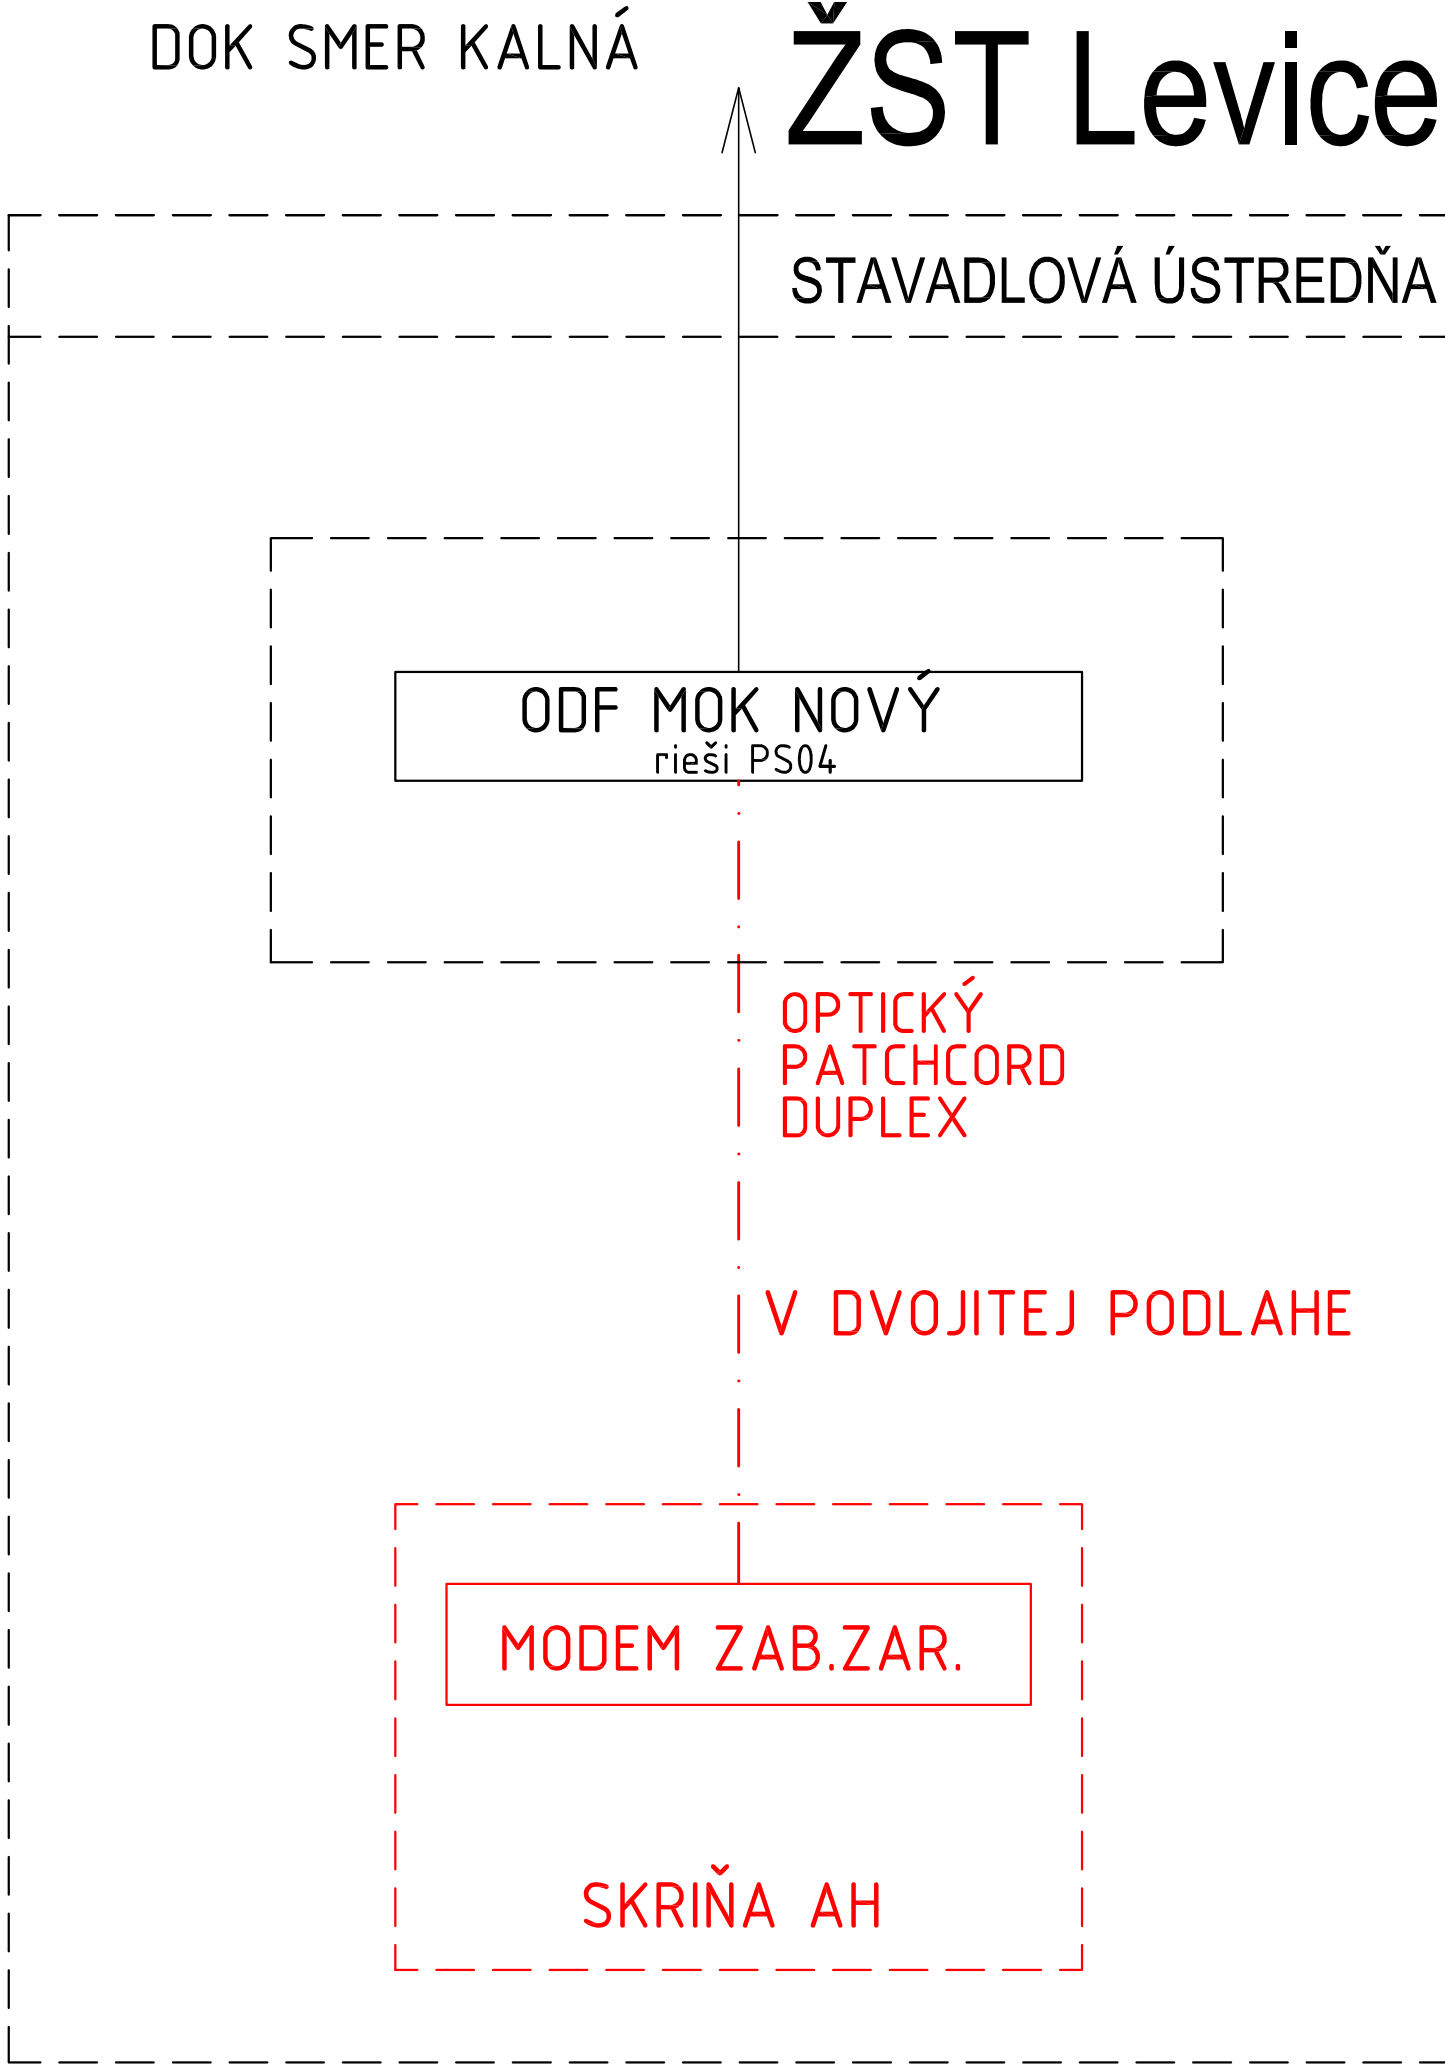 DOK SMER KALNÁ
ŽST Levice
STAVADLOVÁ ÚSTREDŇA
ODF MOK NOVÝ
rieši PS04
OPTICKÝ
PATCHCORD
DUPLEX
V DVOJITEJ PODLAHE
MODEM ZAB.ZAR.
SKRIŇA AH